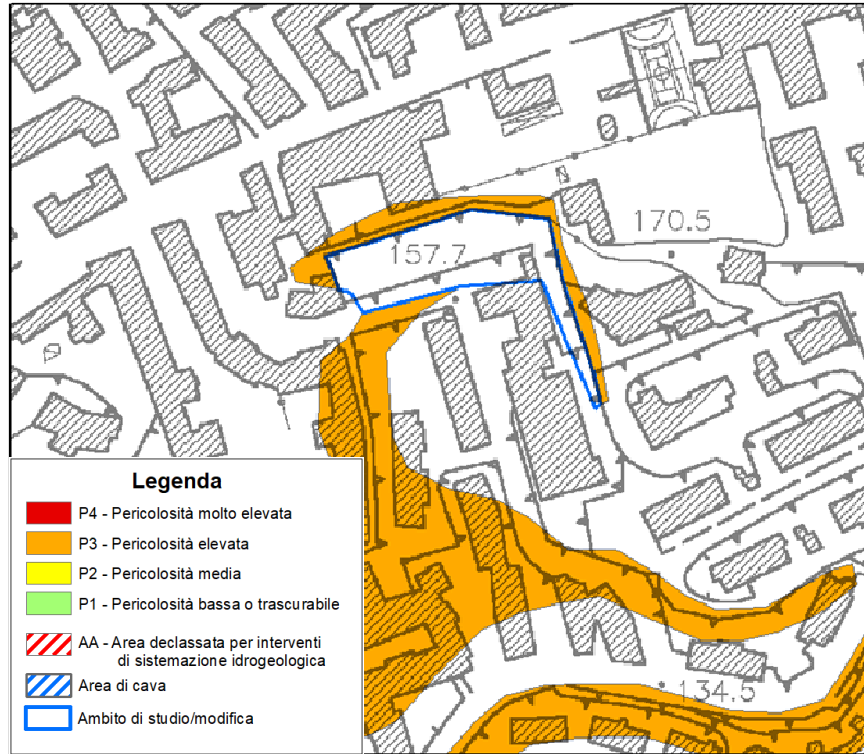 170.5
157.7
134.5
Legenda
P4 - Pericolosità molto elevata
P3 - Pericolosità elevata
P2 - Pericolosità media
P1 - Pericolosità bassa o trascurabile
AA - Area declassata per interventi
di sistemazione idrogeologica
Area di cava
Ambito di studio/modifica